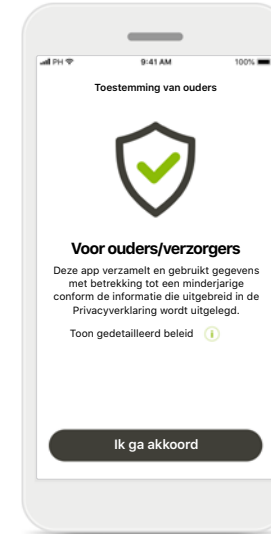 PH 9:41 AM 100%
Toestemming van ouders
Voor ouders/verzorgers
Deze app verzamelt en gebruikt gegevens
met betrekking tot een minderjarige
conform de informatie die uitgebreid in de
Privacyverklaring wordt uitgelegd.
Toon gedetailleerd beleid i
Ik ga akkoord